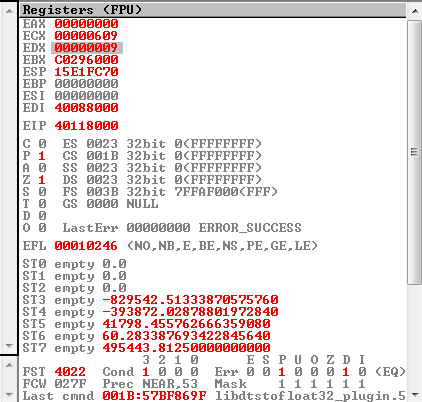 Registers (FPU)
EAX 00000000
ECX 00000609
EDX 00000009
EBX C0296000
ESP 15E1FC70
EBP 00000000
ESI 00000000
EDI 40088000
EIP 40118000
C 0 ES 0023 32bit 0(FFFFFFFF)
P 1 CS 001B 32bit 0(FFFFFFFF)
A 0 SS 0023 32bit 0(FFFFFFFF)
Z 1 DS 0023 32bit 0(FFFFFFFF)
S 0 FS 003B 32bit 7FFAF000(FFF)
T 0 GS 0000 NULL
D 0
O 0 LastErr 00000000 ERROR_SUCCESS
EFL 00010246 (NO,NB,E,BE,NS,PE,GE,LE)
ST0 empty 0.0
ST1 empty 0.0
ST2 empty 0.0
ST3 empty -829542.51333870575760
ST4 empty -393872.02878801972840
ST5 empty 41798.455762666359080
ST6 empty 60.283387693422845640
ST7 empty 495443.81250000000000
3 2 1 0 E S P U O Z D I
FST 4022 Cond 1 0 0 0 Err 0 0 1 0 0 0 1 0 (EQ)
FCW 027F Prec NEAR,53 Mask 1 1 1 1 1 1
Last cmnd 001B:57BF869F libdtstofloat32_plugin.5